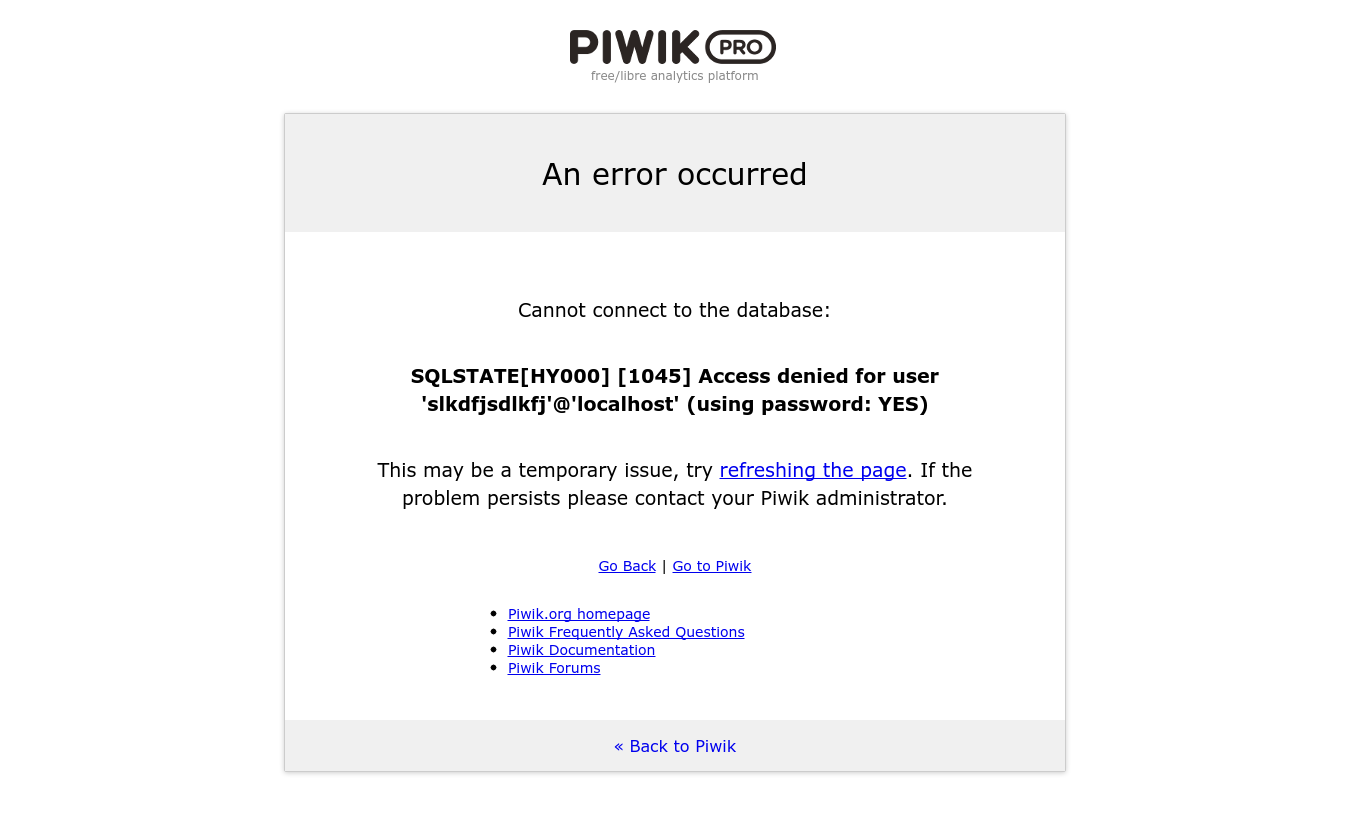 PIWIK PRO
free/libre analytics platform
An error occurred
Cannot connect to the database:
SQLSTATE[HY000] [1045] Access denied for user
'slkdfjsdlkfj'@'localhost' (using password: YES)
This may be a temporary issue, try refreshing the page. If the
problem persists please contact your Piwik administrator.
Go Back | Go to Piwik
• Piwik.org homepage
• Piwik Frequently Asked Questions
• Piwik Documentation
• Piwik Forums
« Back to Piwik